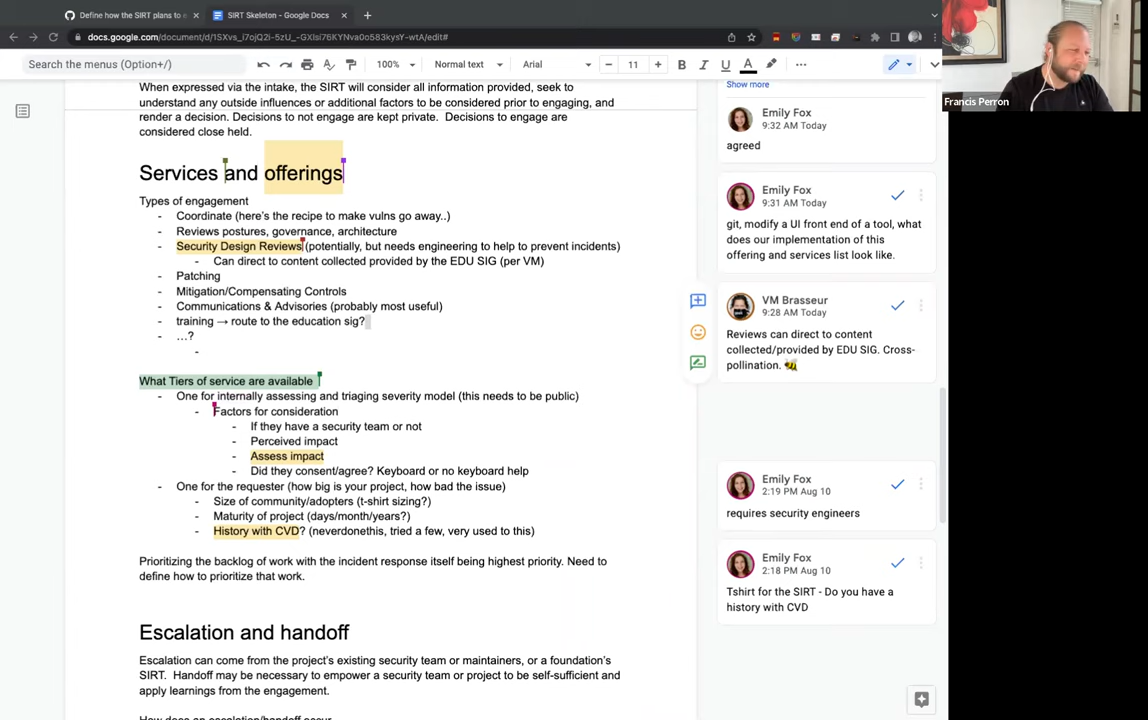 Define how the SIRT plans to
SIRT Skeleton - Google Docs
docs.google.com/document/d/1SXvs_i7ojQ2i-5zU_-GXIsi76KYNva0o583kysY-wtA/edit#
Search the menus (Option+/)
100%
Normal text
Arial
11
B
I
U
A
When expressed via the intake, the SIRT will consider all information provided, seek to
understand any outside influences or additional factors to be considered prior to engaging, and
render a decision. Decisions to not engage are kept private. Decisions to engage are
considered close held.
Services and offerings
Types of engagement
- Coordinate (here's the recipe to make vulns go away..)
- Reviews postures, governance, architecture
- Security Design Reviews (potentially, but needs engineering to help to prevent incidents)
- Can direct to content collected provided by the EDU SIG (per VM)
- Patching
- Mitigation/Compensating Controls
- Communications & Advisories (probably most useful)
- training → route to the education sig?
- …?
-
What Tiers of service are available
- One for internally assessing and triaging severity model (this needs to be public)
- Factors for consideration
- If they have a security team or not
- Perceived impact
- Assess impact
- Did they consent/agree? Keyboard or no keyboard help
- One for the requester (how big is your project, how bad the issue)
- Size of community/adopters (t-shirt sizing?)
- Maturity of project (days/month/years?)
- History with CVD? (neverdonethis, tried a few, very used to this)
Prioritizing the backlog of work with the incident response itself being highest priority. Need to
define how to prioritize that work.
Escalation and handoff
Escalation can come from the project's existing security team or maintainers, or a foundation's
SIRT. Handoff may be necessary to empower a security team or project to be self-sufficient and
apply learnings from the engagement.
How does an escalation/handoff occur
Show more
Emily Fox
9:32 AM Today
agreed
Emily Fox
9:31 AM Today
git, modify a UI front end of a tool, what
does our implementation of this
offering and services list look like.
VM Brasseur
9:28 AM Today
Reviews can direct to content
collected/provided by EDU SIG. Cross-
pollination. 🐝
Emily Fox
2:19 PM Aug 10
requires security engineers
Emily Fox
2:18 PM Aug 10
Tshirt for the SIRT - Do you have a
history with CVD
Francis Perron